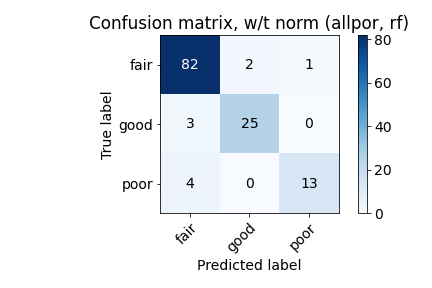 Confusion matrix, w/t norm (allpor, rf)
True label
fair 82 2 1
good 3 25 0
poor 4 0 13
fair good poor
Predicted label
80
60
40
20
0